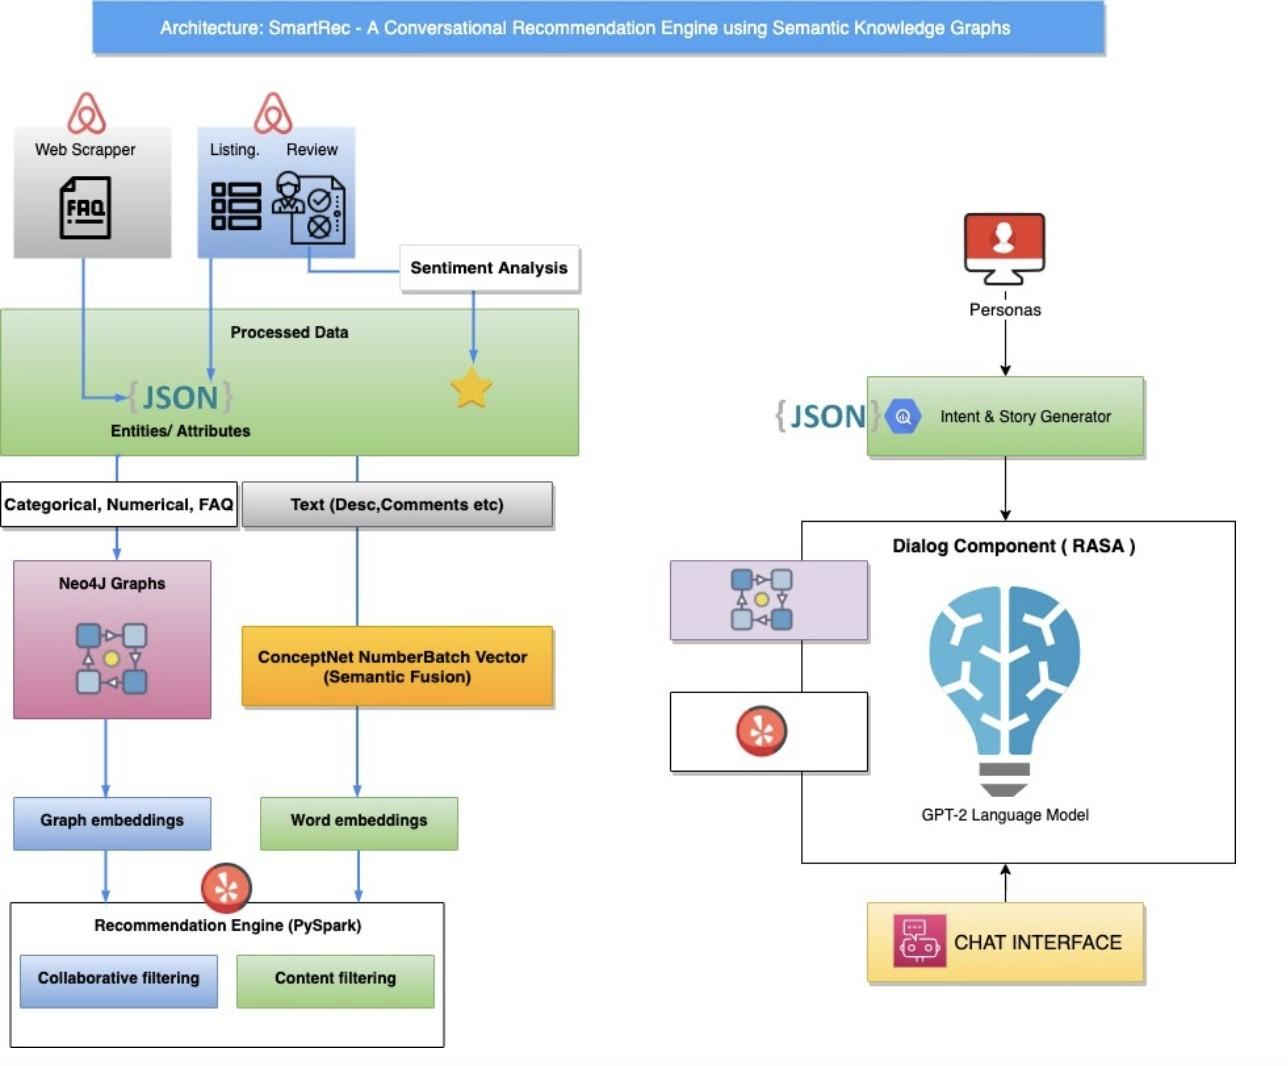 Architecture: SmartRec - A Conversational Recommendation Engine using Semantic Knowledge Graphs
Web Scrapper
FAQ
Listing.
Review
Sentiment Analysis
Processed Data
{JSON}
Entities/ Attributes
Categorical, Numerical, FAQ
Text (Desc,Comments etc)
Neo4J Graphs
ConceptNet NumberBatch Vector
(Semantic Fusion)
Graph embeddings
Word embeddings
Recommendation Engine (PySpark)
Collaborative filtering
Content filtering
Personas
{JSON}
Intent & Story Generator
Dialog Component ( RASA )
GPT-2 Language Model
CHAT INTERFACE